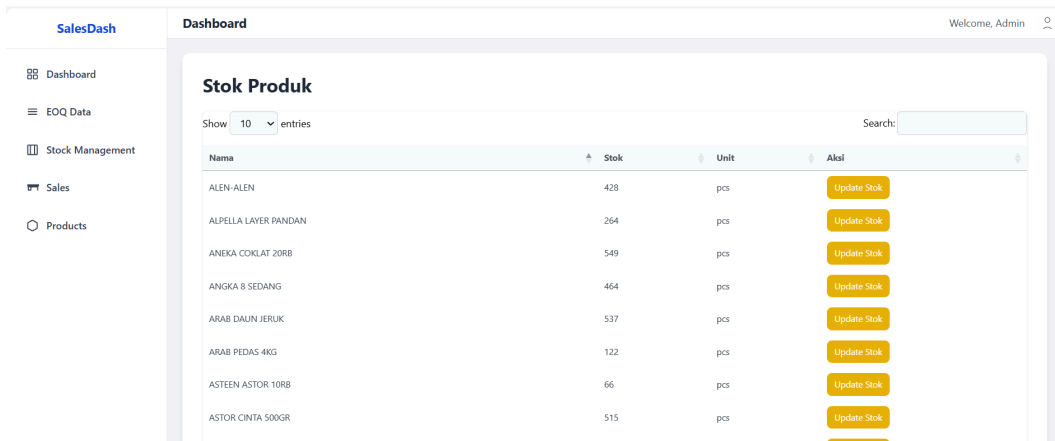 SalesDash
Dashboard
Welcome, Admin
Dashboard
EOQ Data
Stock Management
Sales
Products
Stok Produk
Show 10 entries
Search:
Nama Stok Unit Aksi
ALEN-ALEN 428 pcs Update Stok
ALPELLA LAYER PANDAN 264 pcs Update Stok
ANEKA COKLAT 20RB 549 pcs Update Stok
ANGKA 8 SEDANG 464 pcs Update Stok
ARAB DAUN JERUK 537 pcs Update Stok
ARAB PEDAS 4KG 122 pcs Update Stok
ASTEEN ASTOR 10RB 66 pcs Update Stok
ASTOR CINTA 500GR 515 pcs Update Stok